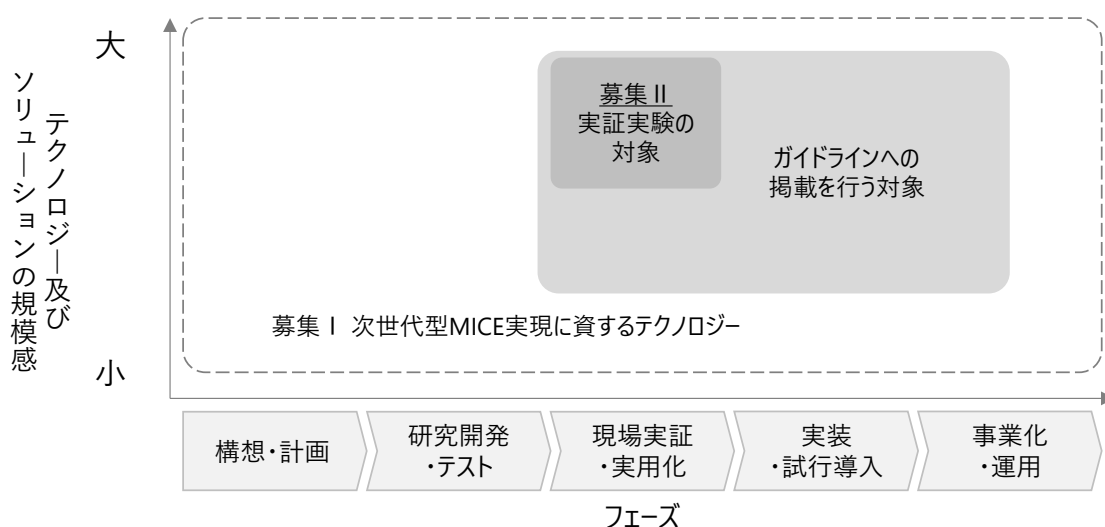 大
テクノロジー及び
ソリューションの規模感
小
募集Ⅱ
実証実験の
対象
ガイドラインへの
掲載を行う対象
募集Ⅰ 次世代型MICE実現に資するテクノロジー
構想・計画
研究開発
・テスト
現場実証
・実用化
実装
・試行導入
事業化
・運用
フェーズ